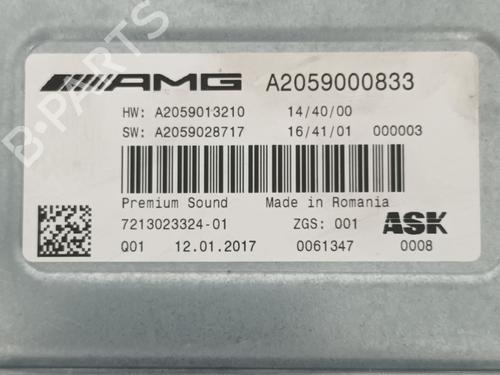 B-PARTS
AMG A2059000833
HW: A2059013210 14/40/00
SW: A2059028717 16/41/01 000003
Premium Sound Made in Romania
7213023324-01 ZGS: 001 ASK
Q01 12.01.2017 0061347 0008